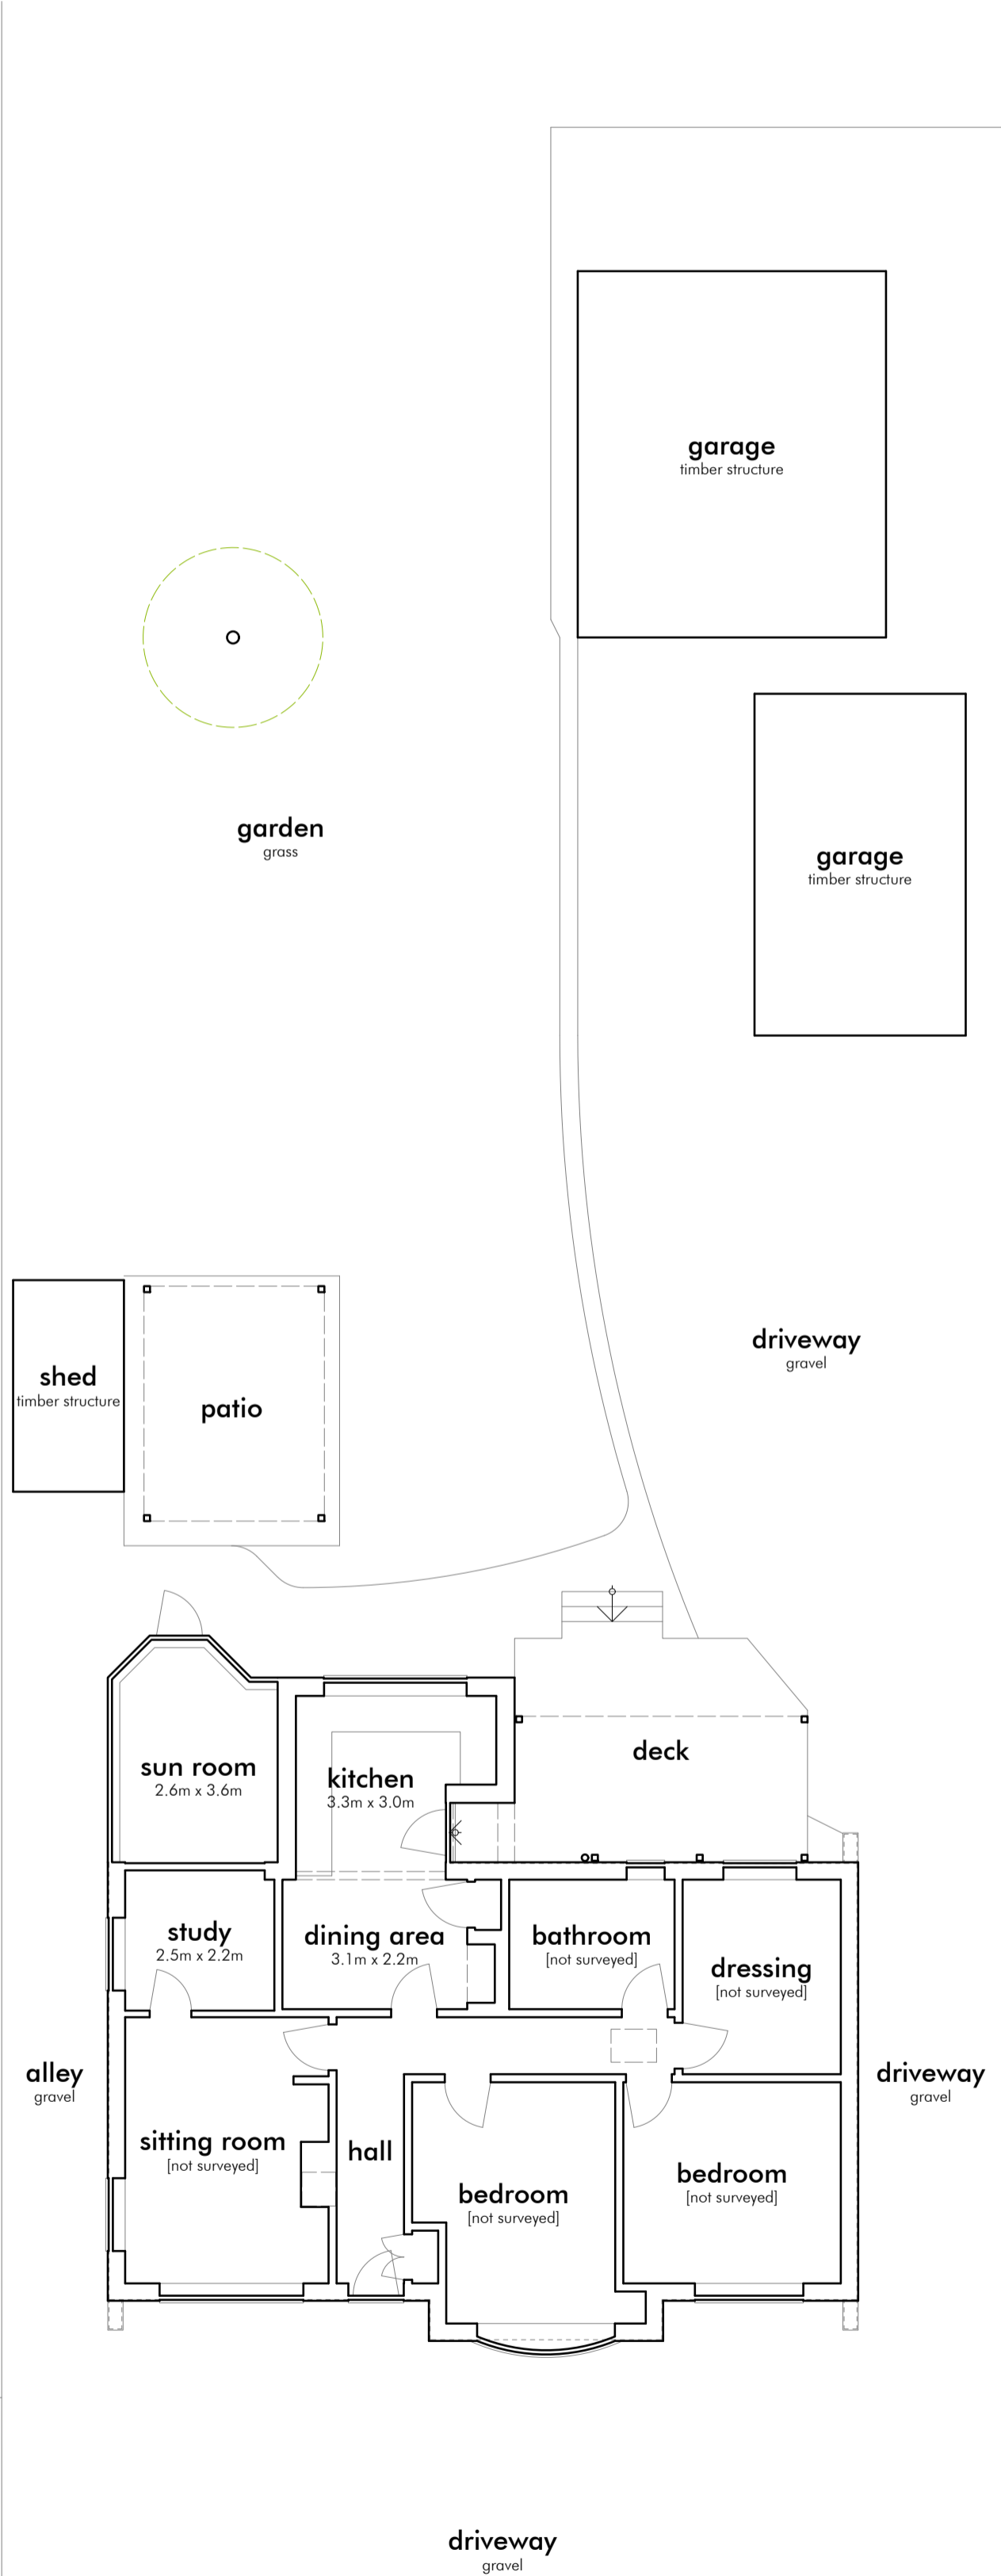 garage
timber structure
garden
grass
garage
timber structure
driveway
gravel
shed
timber structure
patio
deck
sun room
2.6m x 3.6m
kitchen
3.3m x 3.0m
study
2.5m x 2.2m
dining area
3.1m x 2.2m
bathroom
[not surveyed]
dressing
[not surveyed]
alley
gravel
driveway
gravel
sitting room
[not surveyed]
hall
bedroom
[not surveyed]
bedroom
[not surveyed]
driveway
gravel